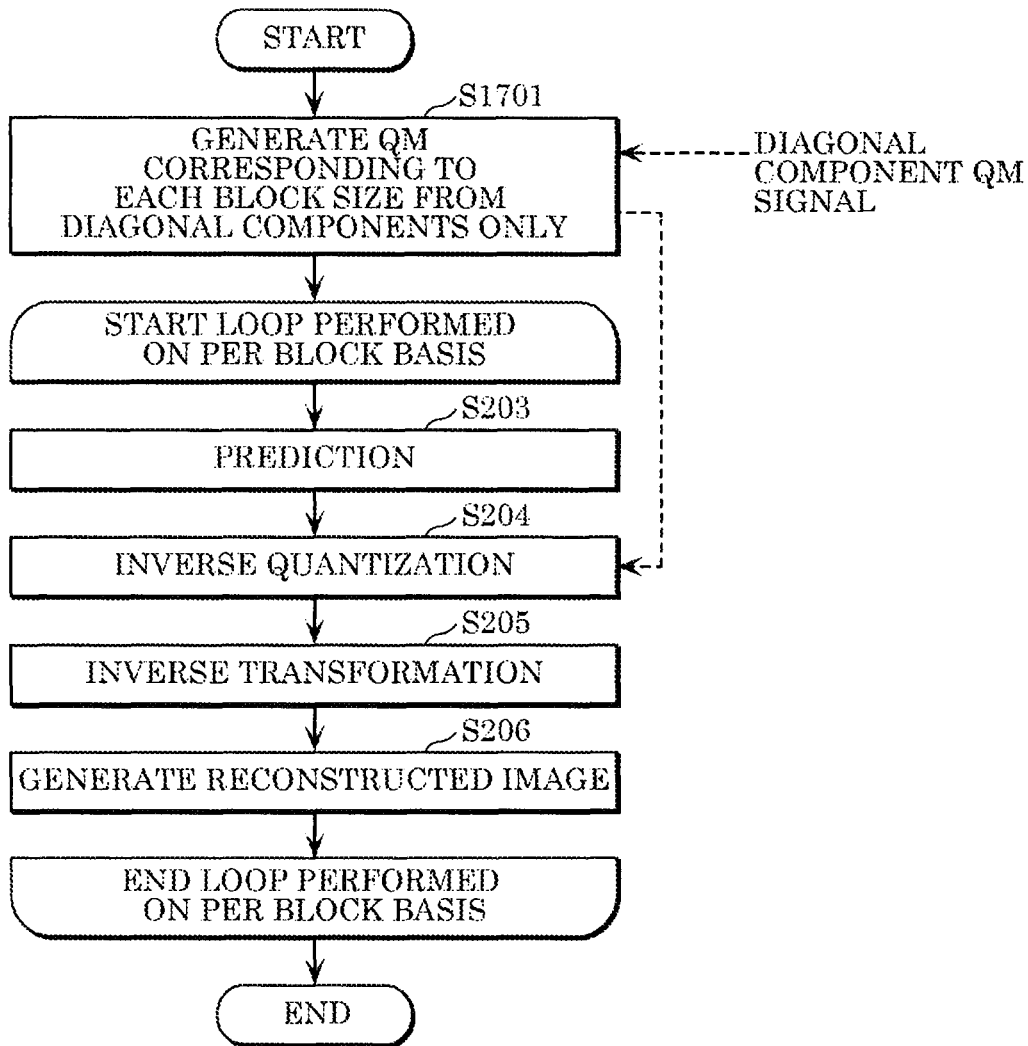 START
S1701
GENERATE QM
CORRESPONDING TO
EACH BLOCK SIZE FROM
DIAGONAL COMPONENTS ONLY
DIAGONAL
COMPONENT QM
SIGNAL
START LOOP PERFORMED
ON PER BLOCK BASIS
S203
PREDICTION
S204
INVERSE QUANTIZATION
S205
INVERSE TRANSFORMATION
S206
GENERATE RECONSTRUCTED IMAGE
END LOOP PERFORMED
ON PER BLOCK BASIS
END